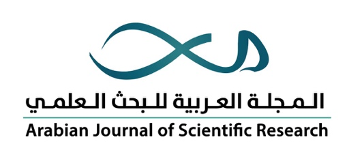 المجلة العربية للبحث العلمي
Arabian Journal of Scientific Research